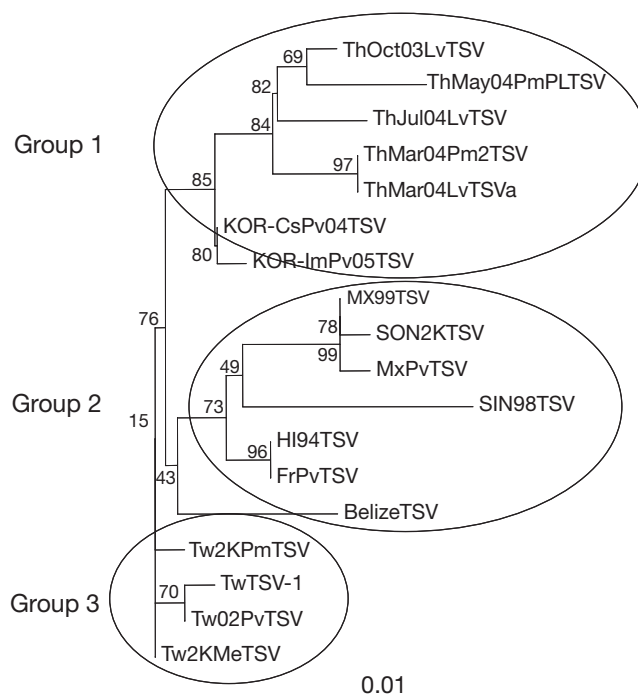 69
ThOct03LvTSV
82
ThMay04PmPLTSV
84
ThJul04LvTSV
Group 1
97
ThMar04Pm2TSV
85
ThMar04LvTSVa
KOR-CsPv04TSV
80
KOR-ImPv05TSV
MX99TSV
76
78
SON2KTSV
99
MxPvTSV
49
Group 2
73
SIN98TSV
15
HI94TSV
96
FrPvTSV
43
BelizeTSV
Tw2KPmTSV
70
TwTSV-1
Group 3
Tw02PvTSV
Tw2KMeTSV
0.01